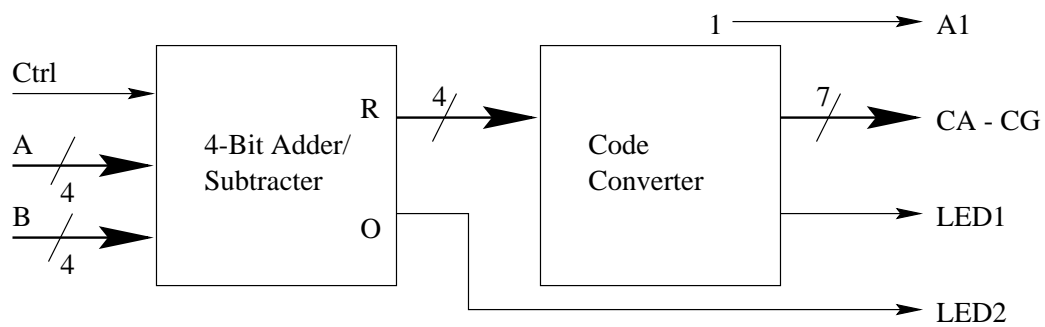 1
A1
Ctrl
R
4
7
CA - CG
A
4
4-Bit Adder/
Subtracter
Code
Converter
B
4
O
LED1
LED2